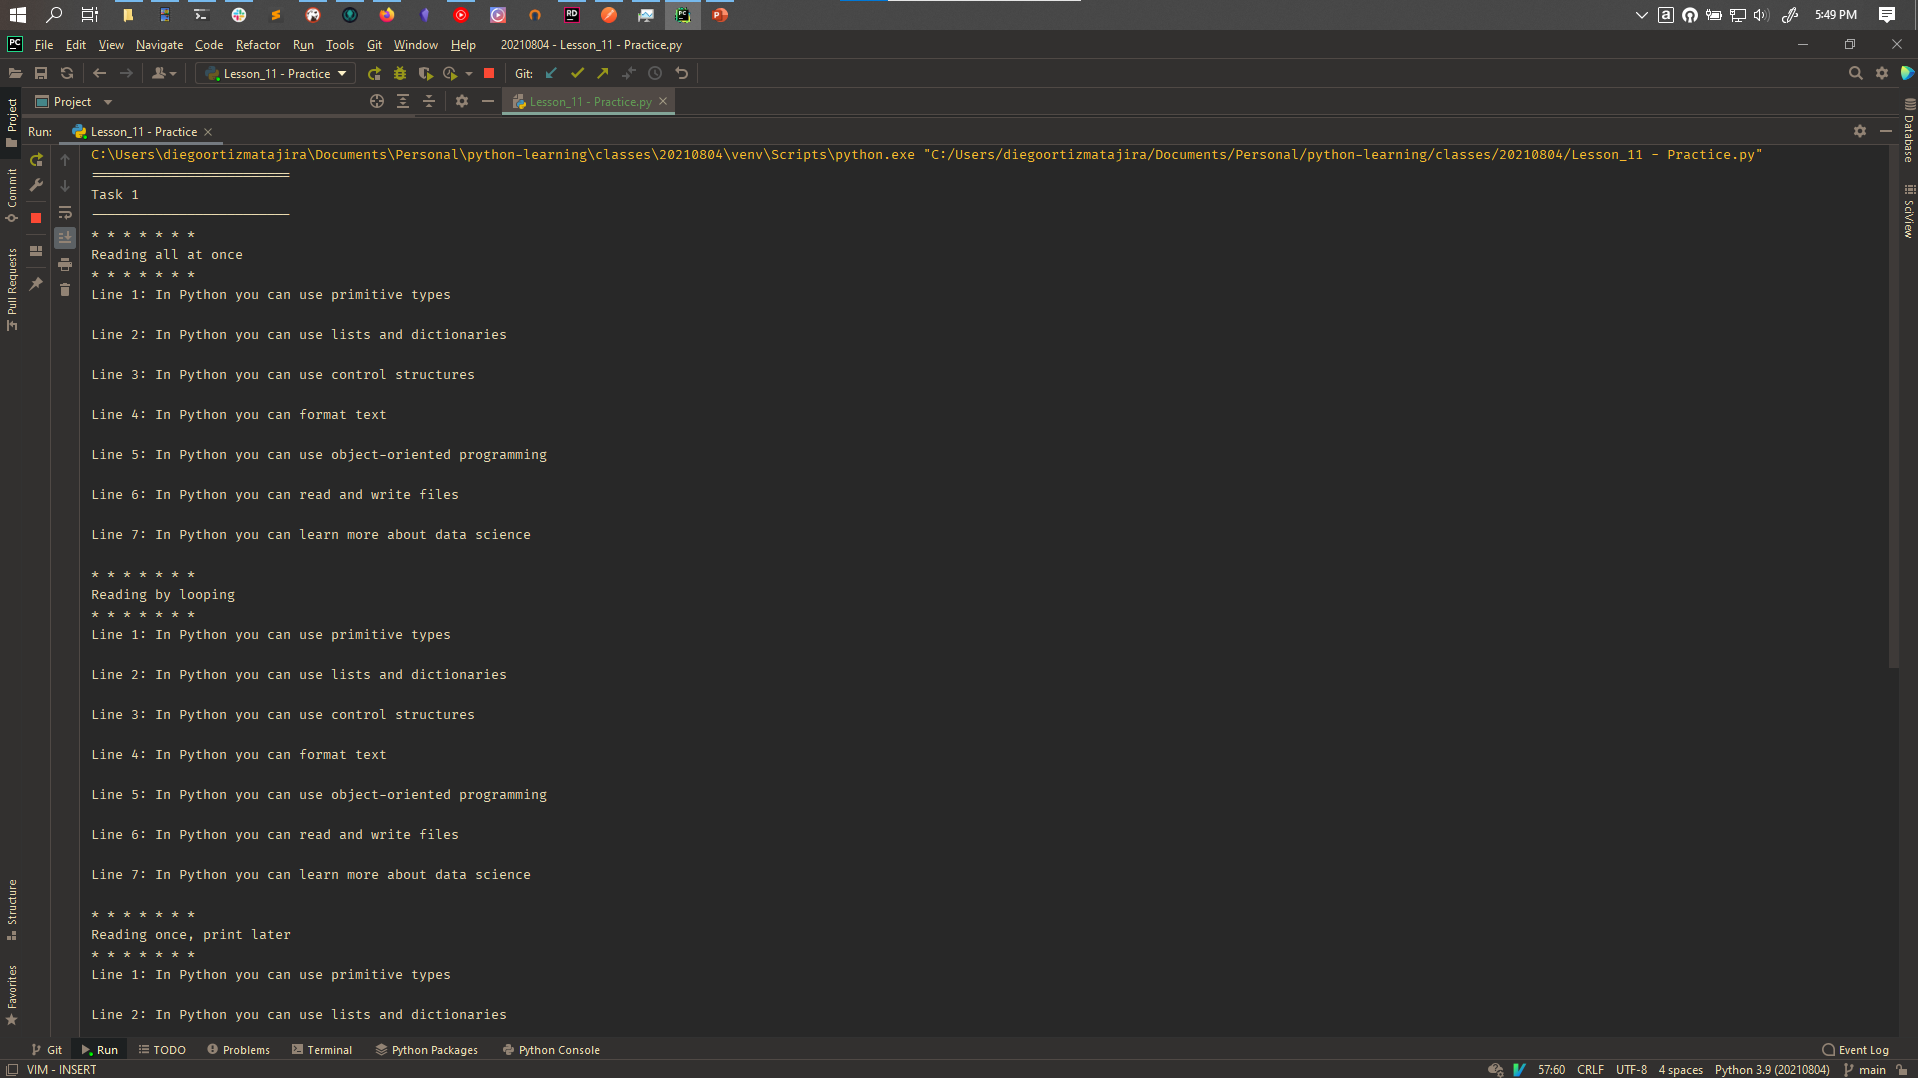 5:49 PM
File Edit View Navigate Code Refactor Run Tools Git Window Help 20210804 - Lesson_11 - Practice.py
Lesson_11 - Practice Git:
Project Lesson_11 - Practice.py
Run: Lesson_11 - Practice
C:\Users\diegoortizmatajira\Documents\Personal\python-learning\classes\20210804\venv\Scripts\python.exe "C:/Users/diegoortizmatajira/Documents/Personal/python-learning/classes/20210804/Lesson_11 - Practice.py"
Task 1
* * * * * * *
Reading all at once
* * * * * * *
Line 1: In Python you can use primitive types
Line 2: In Python you can use lists and dictionaries
Line 3: In Python you can use control structures
Line 4: In Python you can format text
Line 5: In Python you can use object-oriented programming
Line 6: In Python you can read and write files
Line 7: In Python you can learn more about data science
* * * * * * *
Reading by looping
* * * * * * *
Line 1: In Python you can use primitive types
Line 2: In Python you can use lists and dictionaries
Line 3: In Python you can use control structures
Line 4: In Python you can format text
Line 5: In Python you can use object-oriented programming
Line 6: In Python you can read and write files
Line 7: In Python you can learn more about data science
* * * * * * *
Reading once, print later
* * * * * * *
Line 1: In Python you can use primitive types
Line 2: In Python you can use lists and dictionaries
Project
Commit
Pull Requests
Structure
Favorites
Database
SciView
Git Run TODO Problems Terminal Python Packages Python Console Event Log
VIM - INSERT 57:60 CRLF UTF-8 4 spaces Python 3.9 (20210804) main